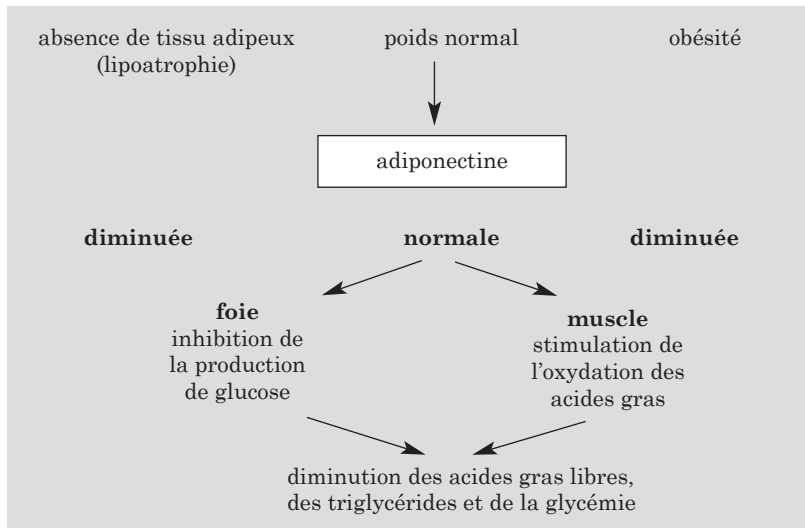 absence de tissu adipeux
(lipoatrophie)
poids normal
obésité
adiponectine
diminuée
normale
diminuée
foie
inhibition de
la production
de glucose
muscle
stimulation de
l'oxydation des
acides gras
diminution des acides gras libres,
des triglycérides et de la glycémie